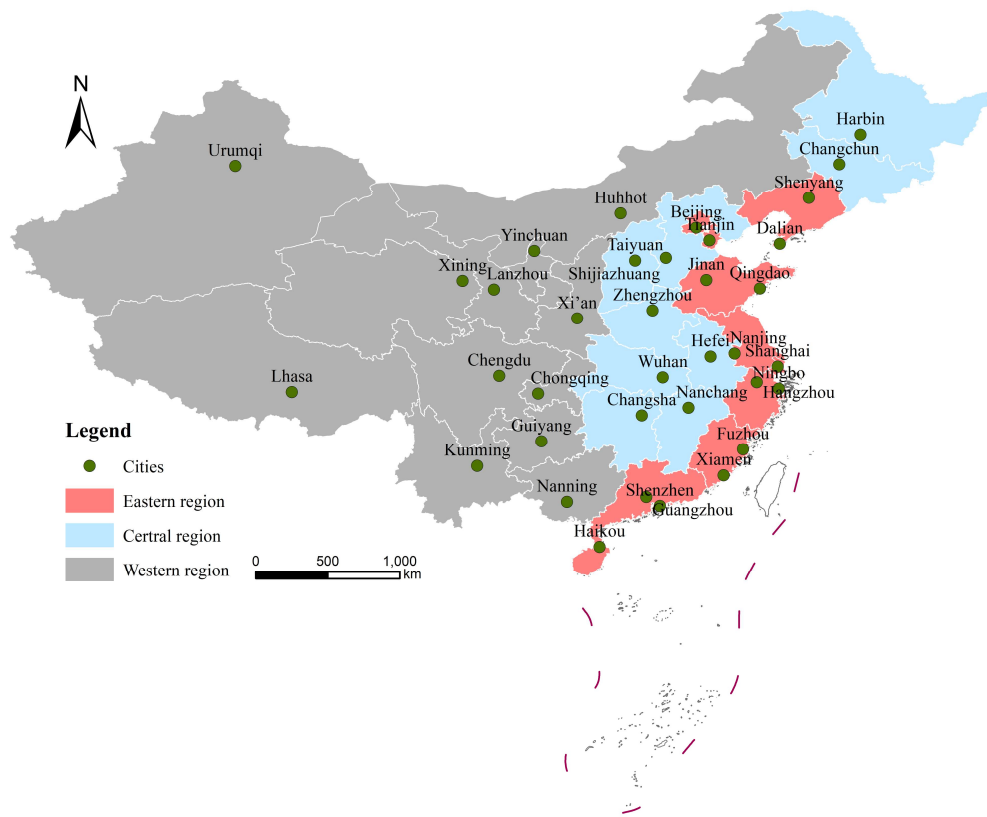 N
Harbin
Urumqi
Changchun
Shenyang
Huhhot
Beijing
Tianjin
Dalian
Yinchuan
Taiyuan
Xining
Lanzhou
Shijiazhuang
Jinan
Qingdao
Zhengzhou
Xi’an
Hefei
Nanjing
Shanghai
Chengdu
Wuhan
Ningbo
Lhasa
Chongqing
Nanchang
Hangzhou
Changsha
Legend
Guiyang
Fuzhou
Cities
Kunming
Xiamen
Eastern region
Nanning
Shenzhen
Guangzhou
Certral region
Haikou
Western region
0 500 1,000
km